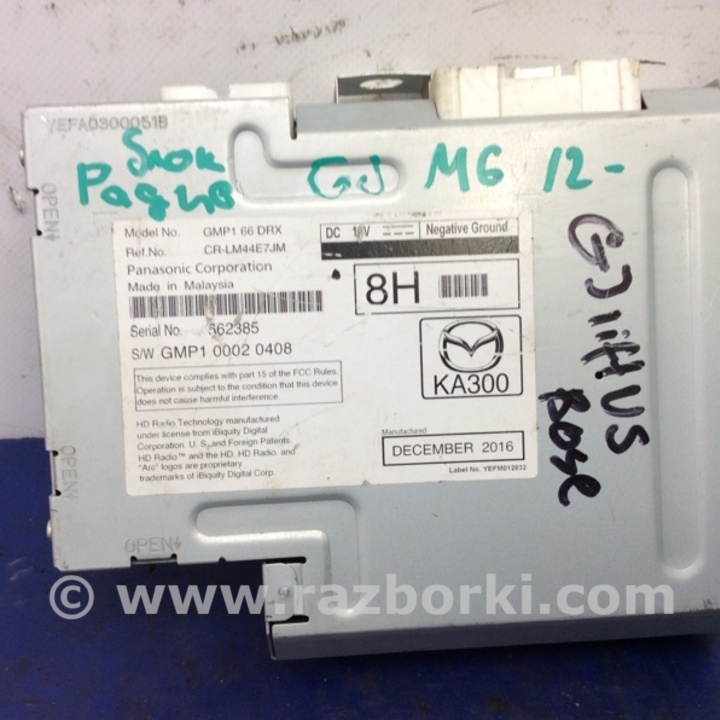 YEFA0300051B
блок
Радио GJ M6 12-
OPEN
Model No. GMP1 66 DRX
Ref.No. CR-LM44E7JM
Panasonic Corporation
Made in Malaysia
DC 1 V Negative Ground
8H
Serial No. 562385
S/W GMP1 0002 0408
KA300
This device complies with part 15 of the FCC Rules.
Operation is subject to the condition that this device
does not cause harmful interference.
HD Radio Technology manufactured
under license from iBiquity Digital
Corporation. U. S. and Foreign Patents.
HD Radio™ and the HD. HD Radio. and
"Arc" logos are proprietary
trademarks of iBiquity Digital Corp.
Manufactured
DECEMBER 2016
Label No. YEFM012032
GJ lift US
Bose
OPEN
OPEN
© www.razborki.com